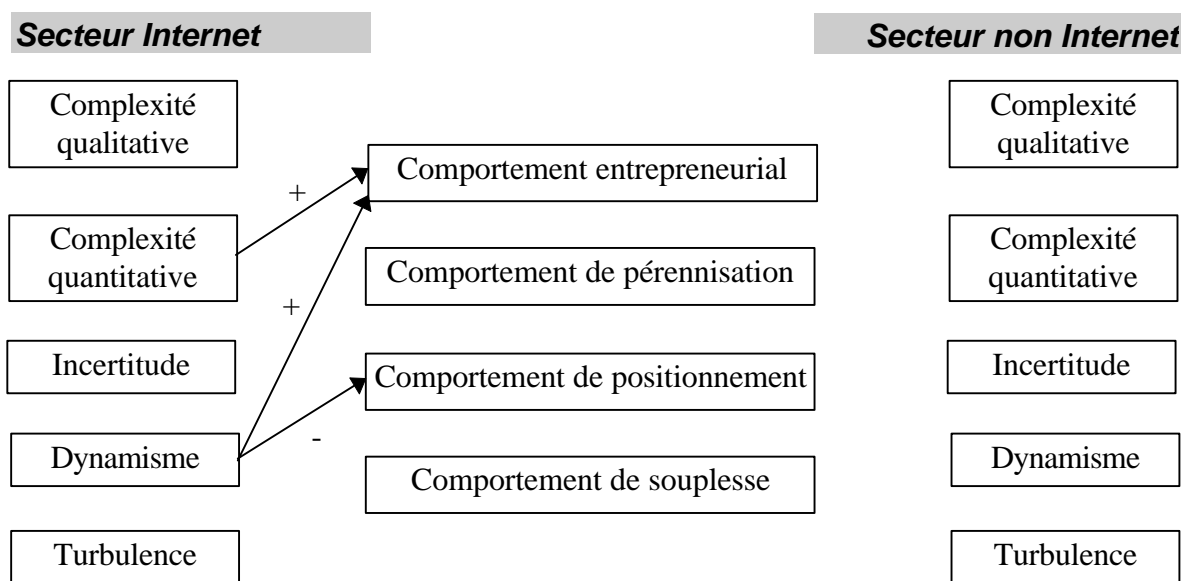 Secteur Internet
Secteur non Internet
Complexité
qualitative
Complexité
quantitative
Incertitude
Dynamisme
Turbulence
+
+
-
Comportement entrepreneurial
Comportement de pérennisation
Comportement de positionnement
Comportement de souplesse
Complexité
qualitative
Complexité
quantitative
Incertitude
Dynamisme
Turbulence